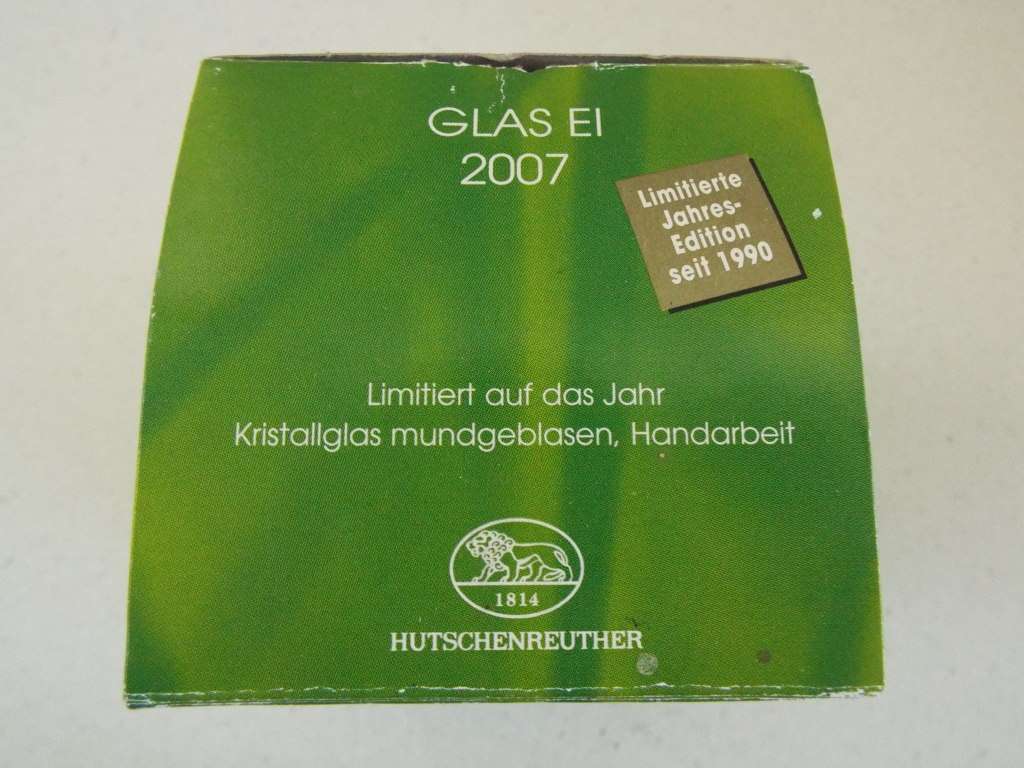 GLAS EI
2007
Limitierte
Jahres-
Edition
seit 1990
Limitiert auf das Jahr
Kristallglas mundgeblasen, Handarbeit
1814
HUTSCHENREUTHER